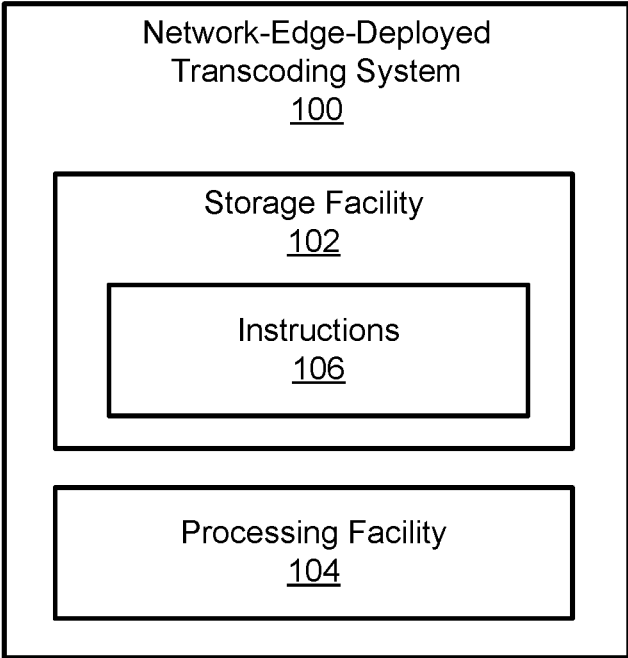 Network-Edge-Deployed
Transcoding System
100
Storage Facility
102
Instructions
106
Processing Facility
104